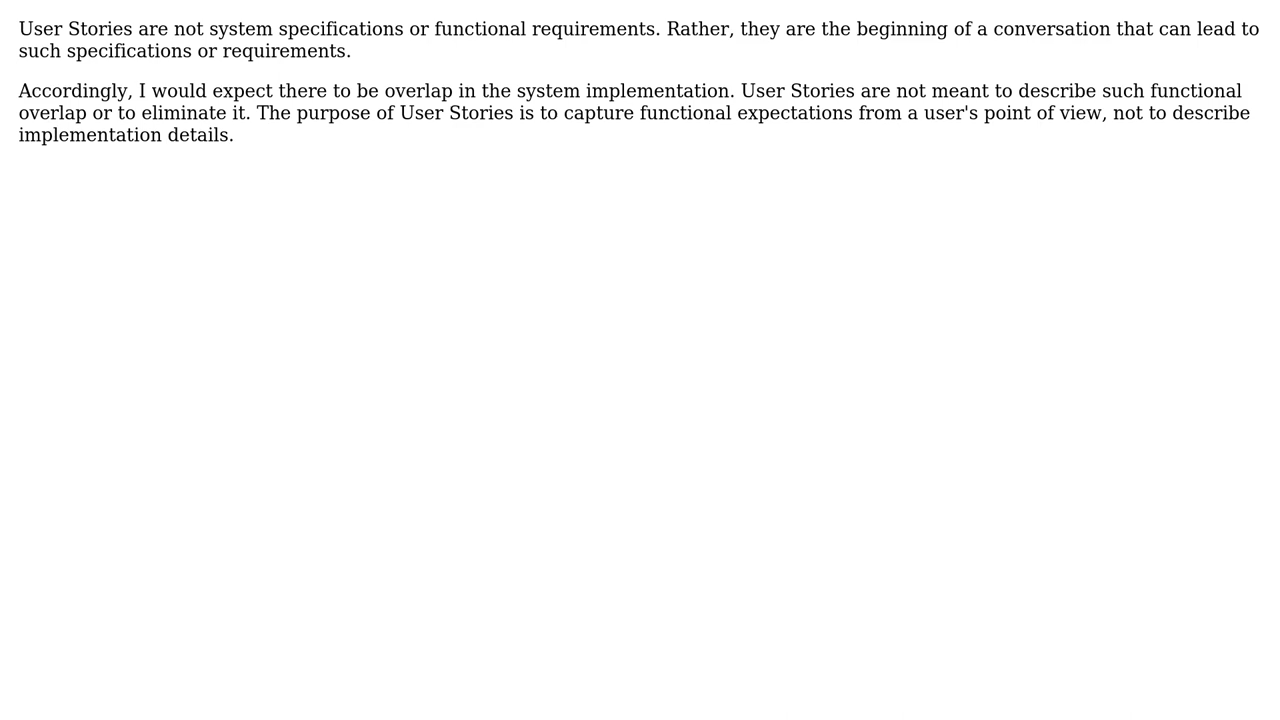 User Stories are not system specifications or functional requirements. Rather, they are the beginning of a conversation that can lead to
such specifications or requirements.
Accordingly, I would expect there to be overlap in the system implementation. User Stories are not meant to describe such functional
overlap or to eliminate it. The purpose of User Stories is to capture functional expectations from a user's point of view, not to describe
implementation details.